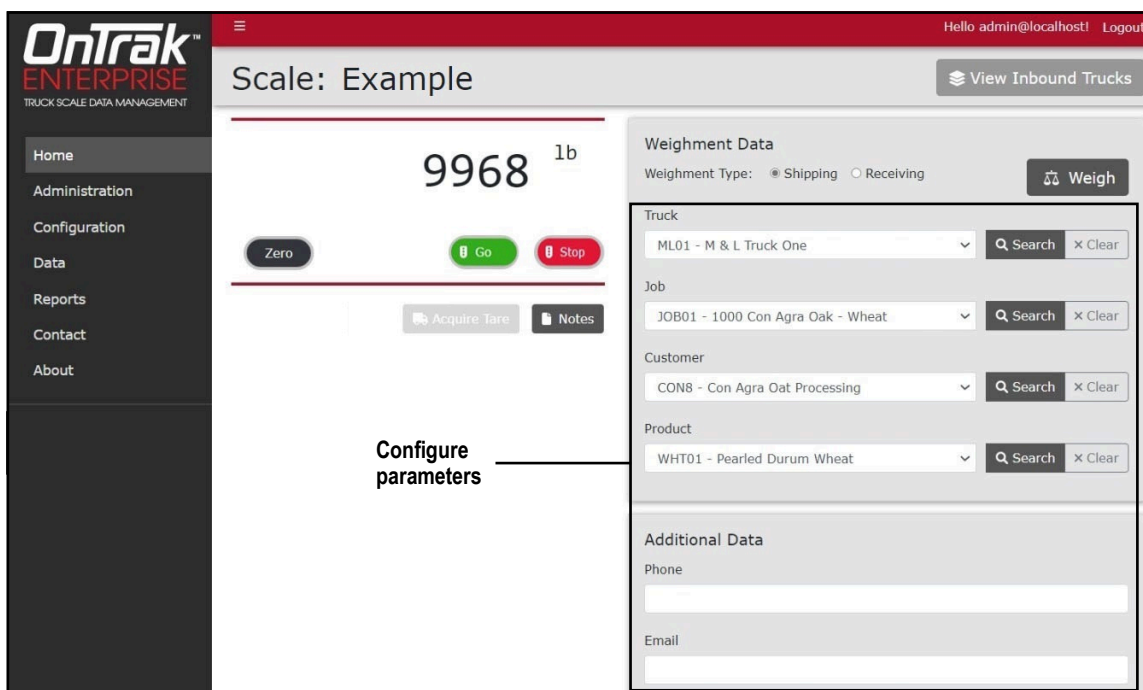 OnTrak™
ENTERPRISE
TRUCK SCALE DATA MANAGEMENT
Home
Administration
Configuration
Data
Reports
Contact
About
Hello admin@localhost! Logout
Scale: Example
View Inbound Trucks
9968 lb
Zero
Go
Stop
Acquire Tare
Notes
Configure
parameters
Weighment Data
Weighment Type: Shipping Receiving
Weigh
Truck
ML01 - M & L Truck One
Search
Clear
Job
JOB01 - 1000 Con Agra Oak - Wheat
Search
Clear
Customer
CON8 - Con Agra Oat Processing
Search
Clear
Product
WHT01 - Pearled Durum Wheat
Search
Clear
Additional Data
Phone
Email